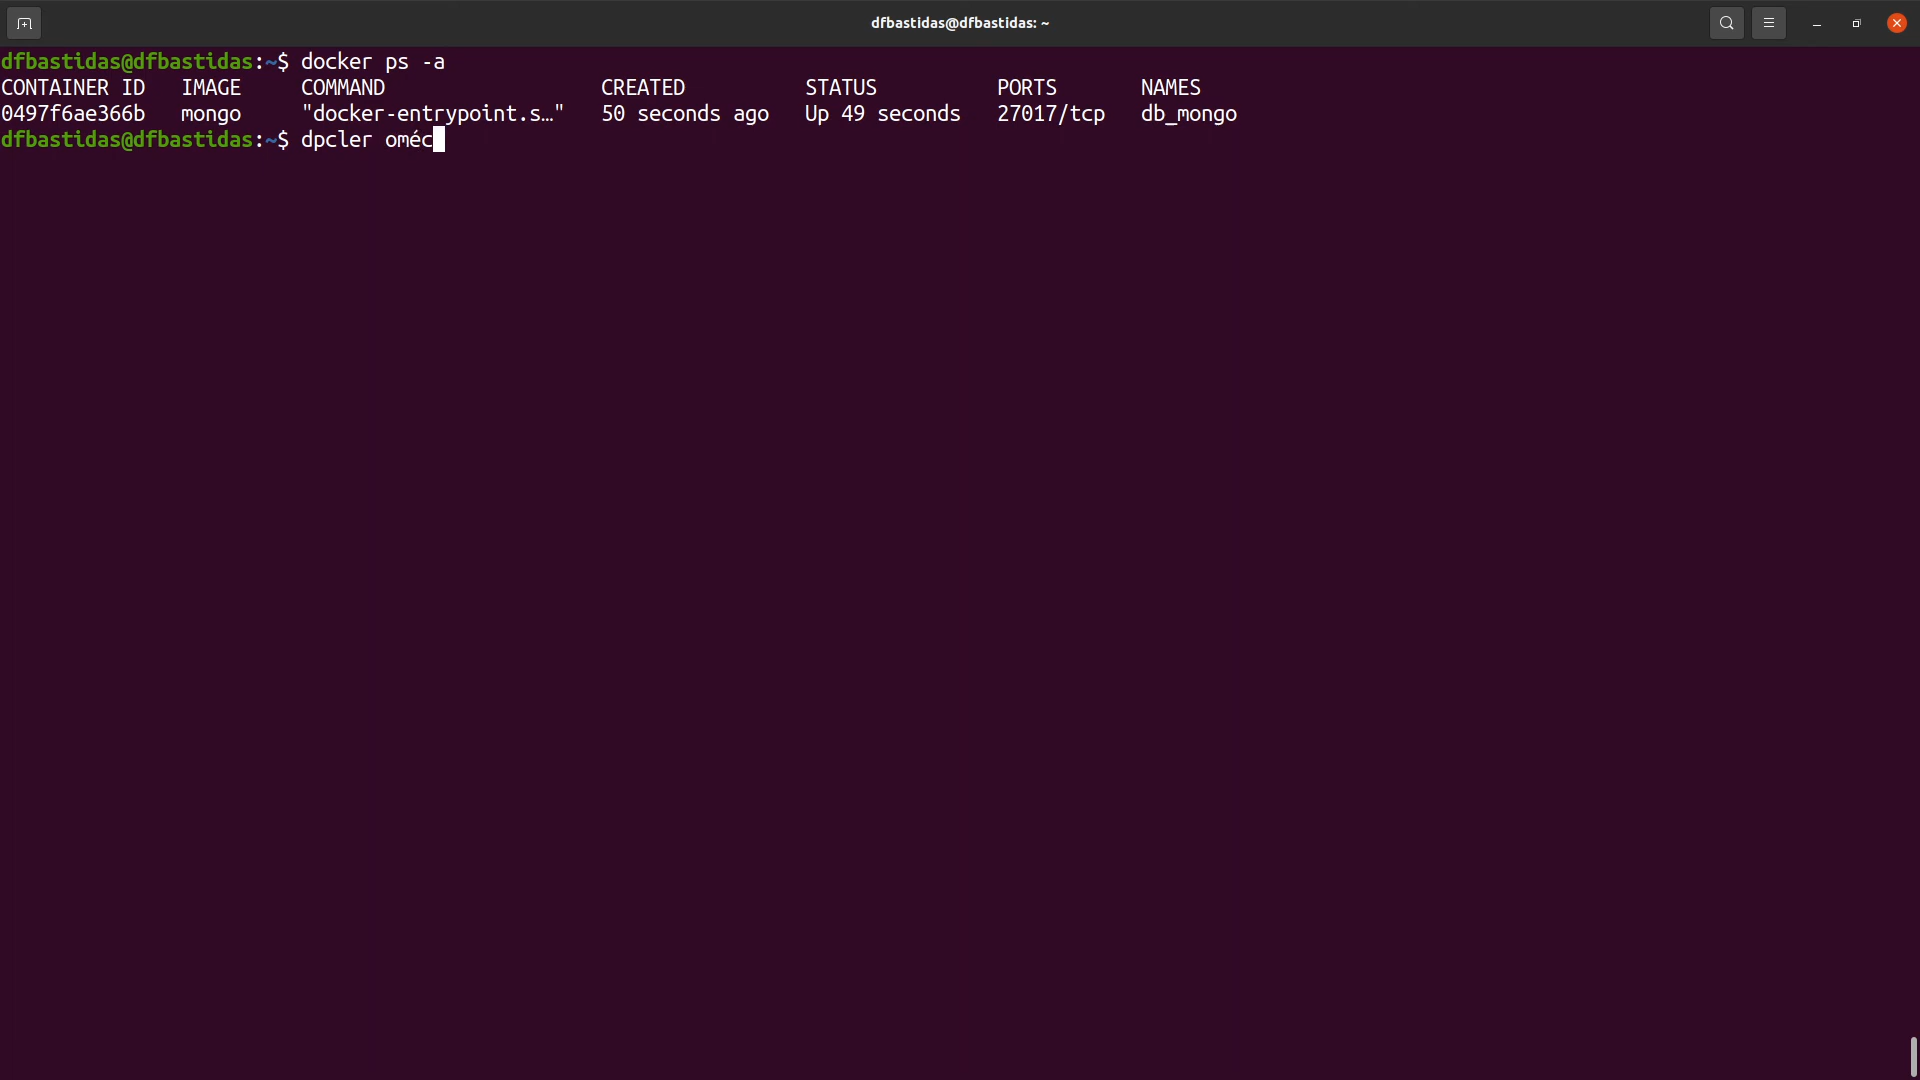 dfbastidas@dfbastidas: ~
dfbastidas@dfbastidas:~$ docker ps -a
CONTAINER ID   IMAGE     COMMAND                  CREATED          STATUS          PORTS       NAMES
0497f6ae366b   mongo     "docker-entrypoint.s…"   50 seconds ago   Up 49 seconds   27017/tcp   db_mongo
dfbastidas@dfbastidas:~$ dpcler oméc